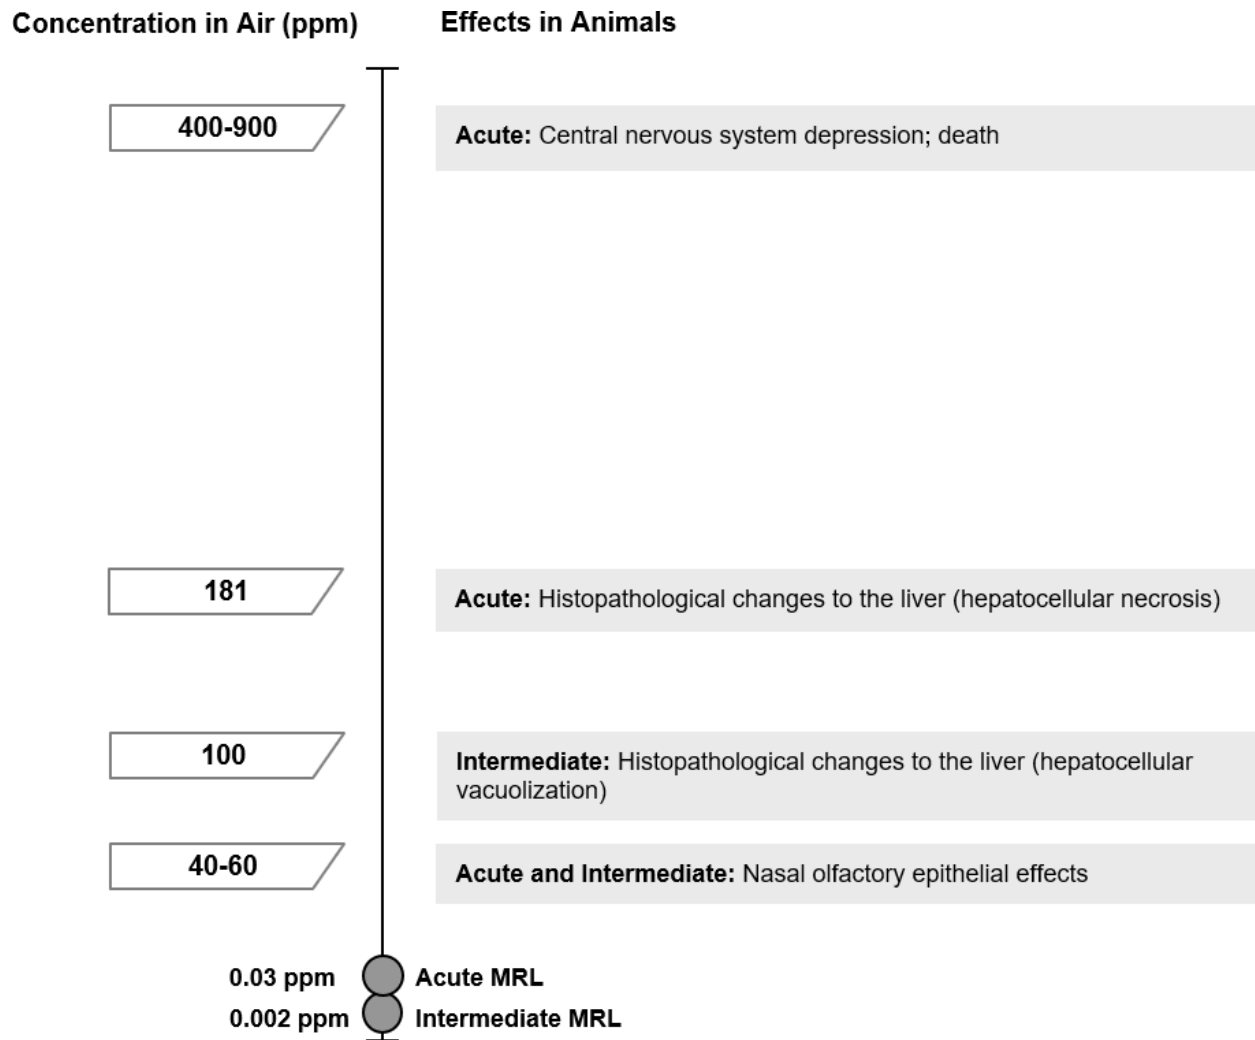 Concentration in Air (ppm)
Effects in Animals
400-900
Acute: Central nervous system depression; death
181
Acute: Histopathological changes to the liver (hepatocellular necrosis)
100
Intermediate: Histopathological changes to the liver (hepatocellular
vacuolization)
40-60
Acute and Intermediate: Nasal olfactory epithelial effects
0.03 ppm
Acute MRL
0.002 ppm
Intermediate MRL